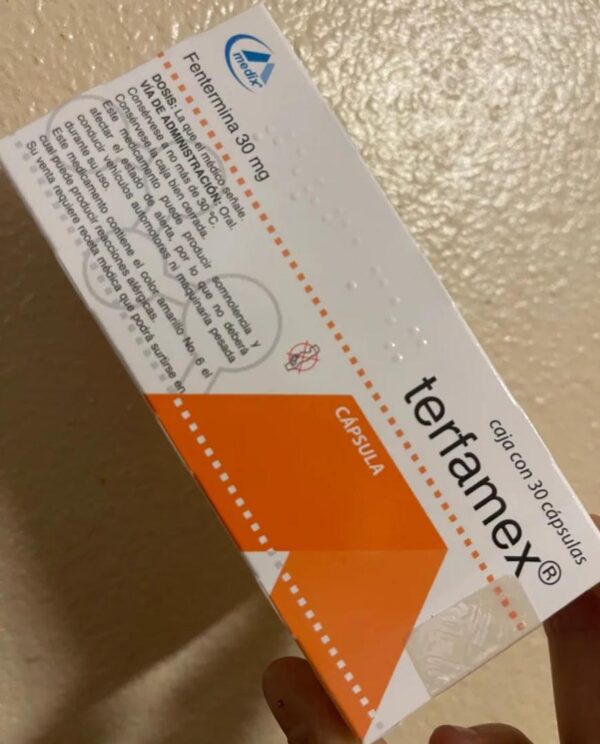 medix
Fentermina 30 mg
DOSIS: La que el médico señale.
VÍA DE ADMINISTRACIÓN: Oral.
Consérvese a no más de 30 °C.
Consérvese la caja bien cerrada.
Este medicamento puede producir somnolencia y
afectar el estado de alerta, por lo que no deberá
conducir vehículos automotores ni maquinaria pesada
durante su uso.
Este medicamento contiene el color amarillo No. 6 el
cual puede producir reacciones alérgicas.
Su venta requiere receta médica que podrá surtirse en
CÁPSULA
caja con 30 cápsulas
terfamex®